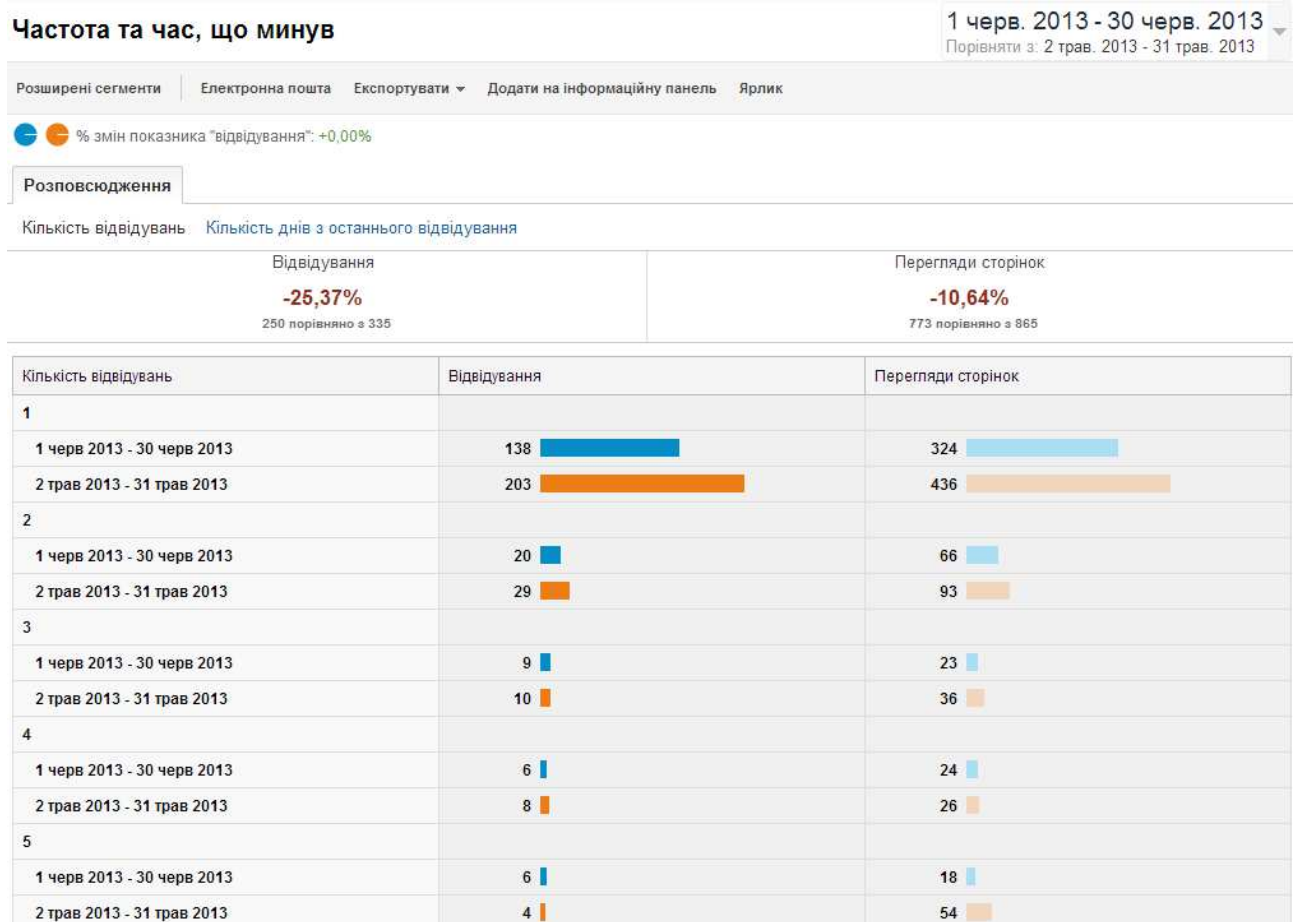 Частота та час, що минув
1 черв. 2013 - 30 черв. 2013
Порівняти з: 2 трав. 2013 - 31 трав. 2013
Розширені сегменти Електронна пошта Експортувати Додати на інформаційну панель Ярлик
% змін показника "відвідування": +0,00%
Розповсюдження
Кількість відвідувань Кількість днів з останнього відвідування
Відвідування Перегляди сторінок
-25,37% -10,64%
250 порівняно з 335 773 порівняно з 865
Кількість відвідувань Відвідування Перегляди сторінок
1
1 черв 2013 - 30 черв 2013 138 324
2 трав 2013 - 31 трав 2013 203 436
2
1 черв 2013 - 30 черв 2013 20 66
2 трав 2013 - 31 трав 2013 29 93
3
1 черв 2013 - 30 черв 2013 9 23
2 трав 2013 - 31 трав 2013 10 36
4
1 черв 2013 - 30 черв 2013 6 24
2 трав 2013 - 31 трав 2013 8 26
5
1 черв 2013 - 30 черв 2013 6 18
2 трав 2013 - 31 трав 2013 4 54